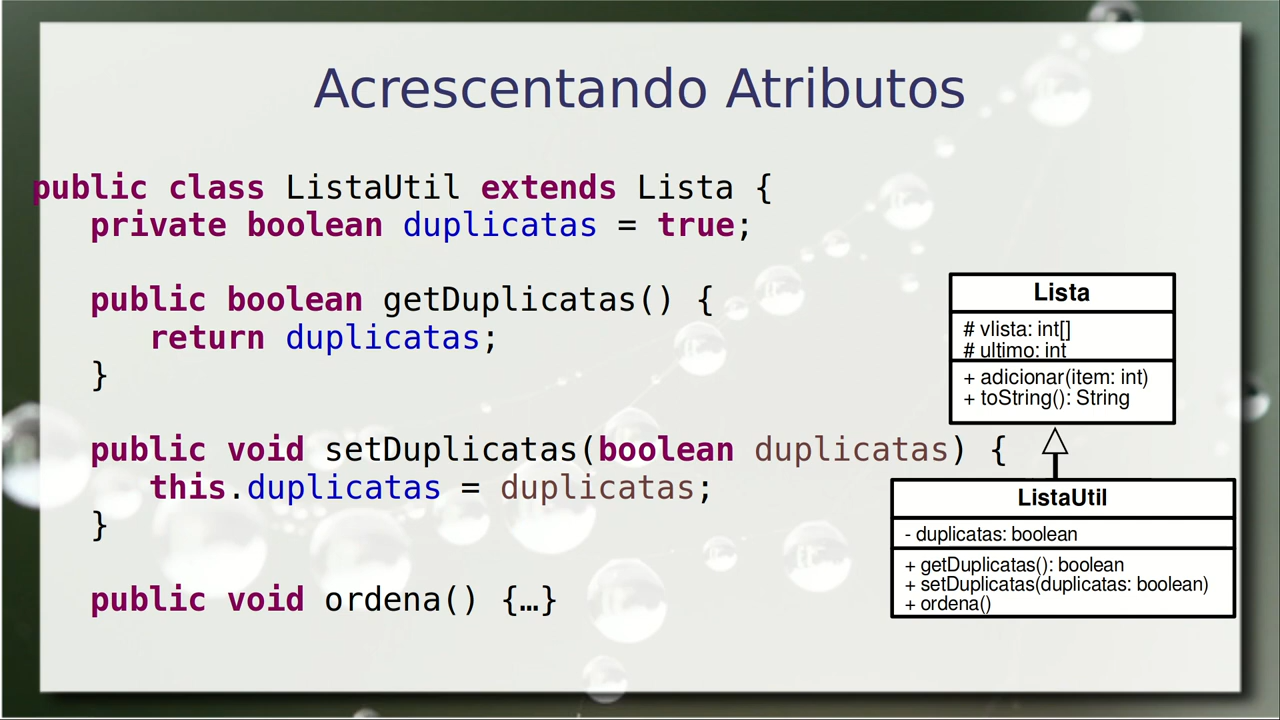 Acrescentando Atributos
public class ListaUtil extends Lista {
private boolean duplicatas = true;
public boolean getDuplicatas() {
return duplicatas;
}
public void setDuplicatas(boolean duplicatas) {
this.duplicatas = duplicatas;
}
public void ordena() {…}
Lista
# vlista: int[]
# ultimo: int
+ adicionar(item: int)
+ toString(): String
ListaUtil
- duplicatas: boolean
+ getDuplicatas(): boolean
+ setDuplicatas(duplicatas: boolean)
+ ordena()